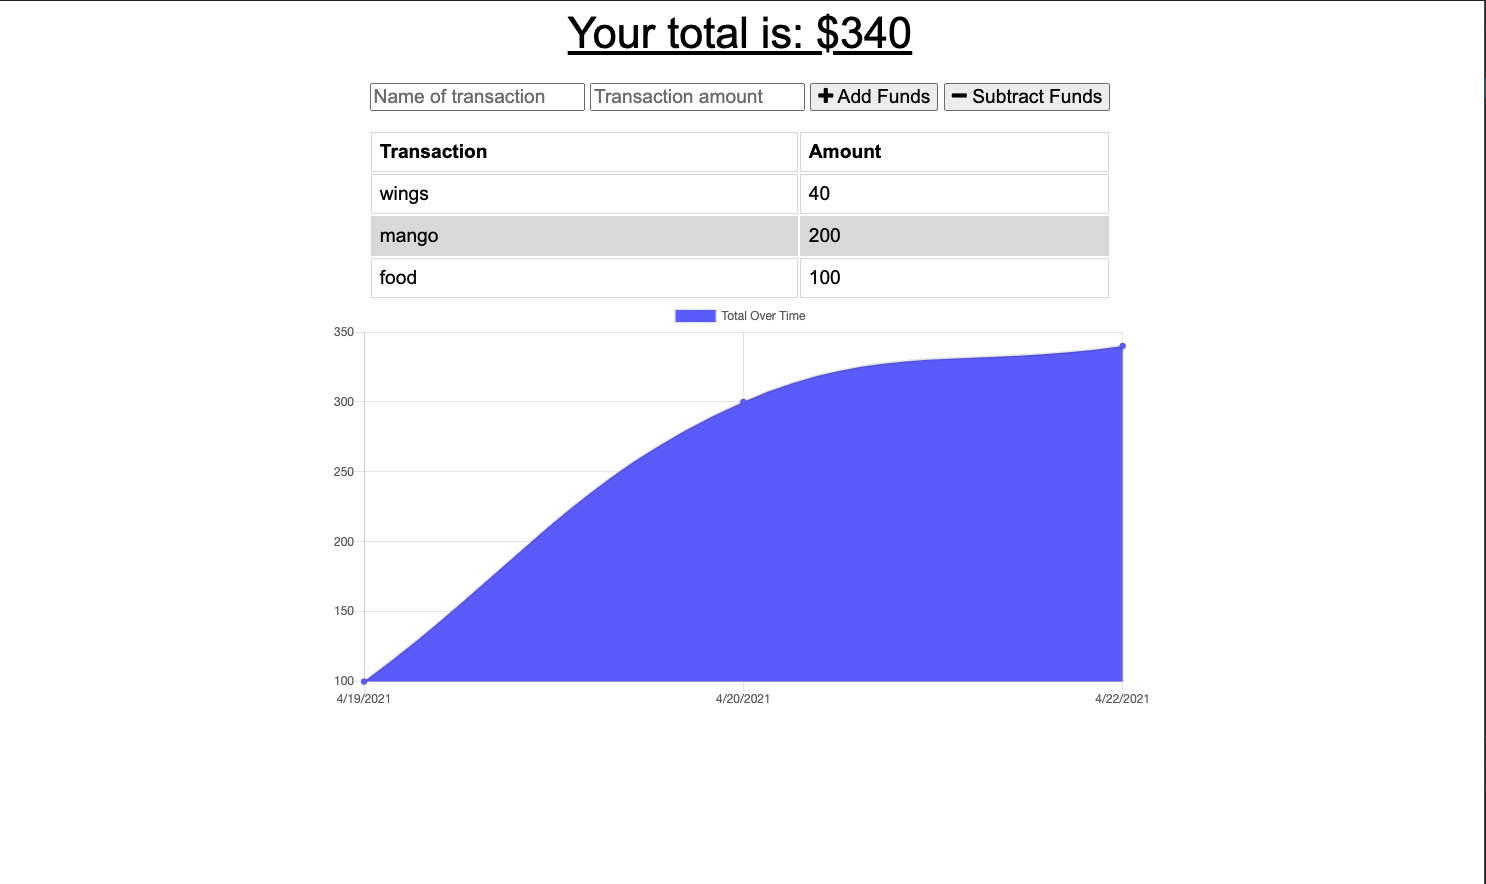 Your total is: $340
Name of transaction Transaction amount Add Funds Subtract Funds
Transaction Amount
wings 40
mango 200
food 100
Total Over Time
350
300
250
200
150
100
4/19/2021 4/20/2021 4/22/2021